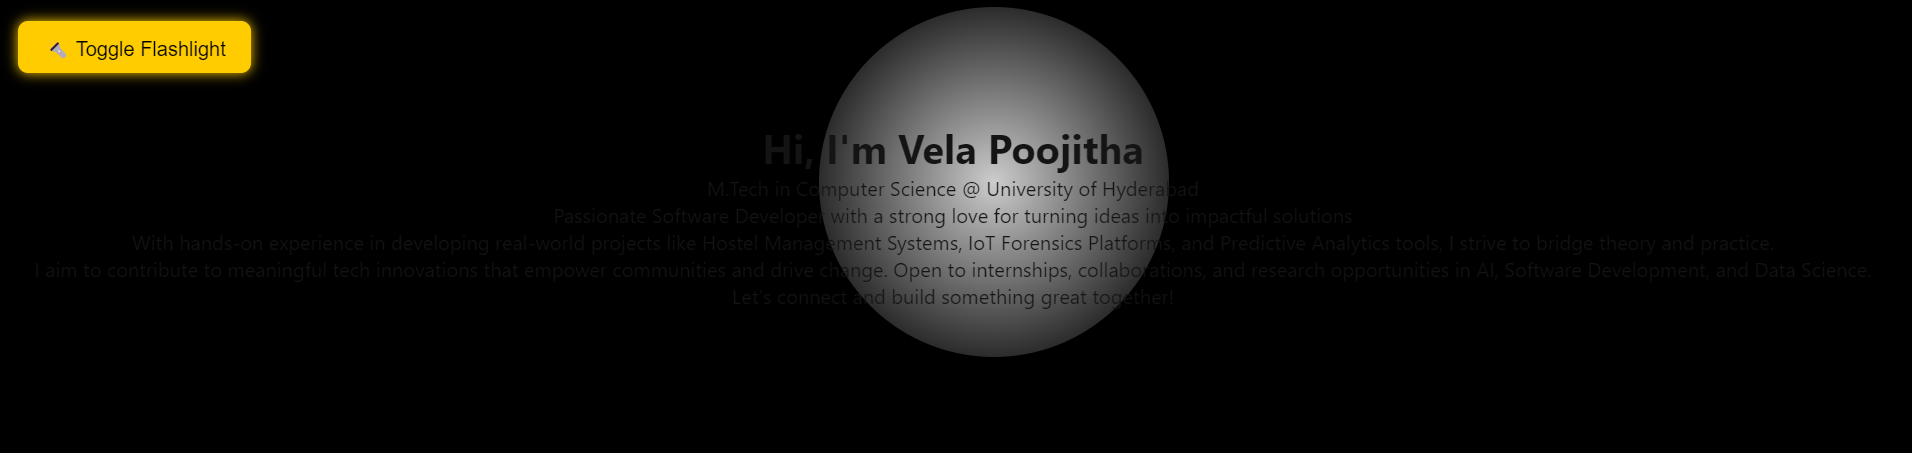 Toggle Flashlight
Hi, I'm Vela Poojitha
M.Tech in Computer Science @ University of Hyderabad
Passionate Software Developer with a strong love for turning ideas into impactful solutions
With hands-on experience in developing real-world projects like Hostel Management Systems, IoT Forensics Platforms, and Predictive Analytics tools, I strive to bridge theory and practice.
I aim to contribute to meaningful tech innovations that empower communities and drive change. Open to internships, collaborations, and research opportunities in AI, Software Development, and Data Science.
Let's connect and build something great together!